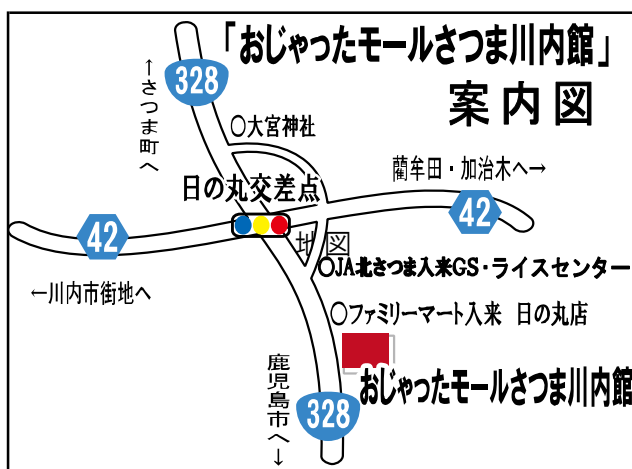 「おじゃったモールさつま川内館」
案内図
328
←さつま町へ
○大宮神社
藺牟田・加治木へ→
日の丸交差点
42
42
地図
○JA北さつま入来GS・ライスセンター
←川内市街地へ
○ファミリーマート入来 日の丸店
おじゃったモールさつま川内館
鹿児島市へ→
328